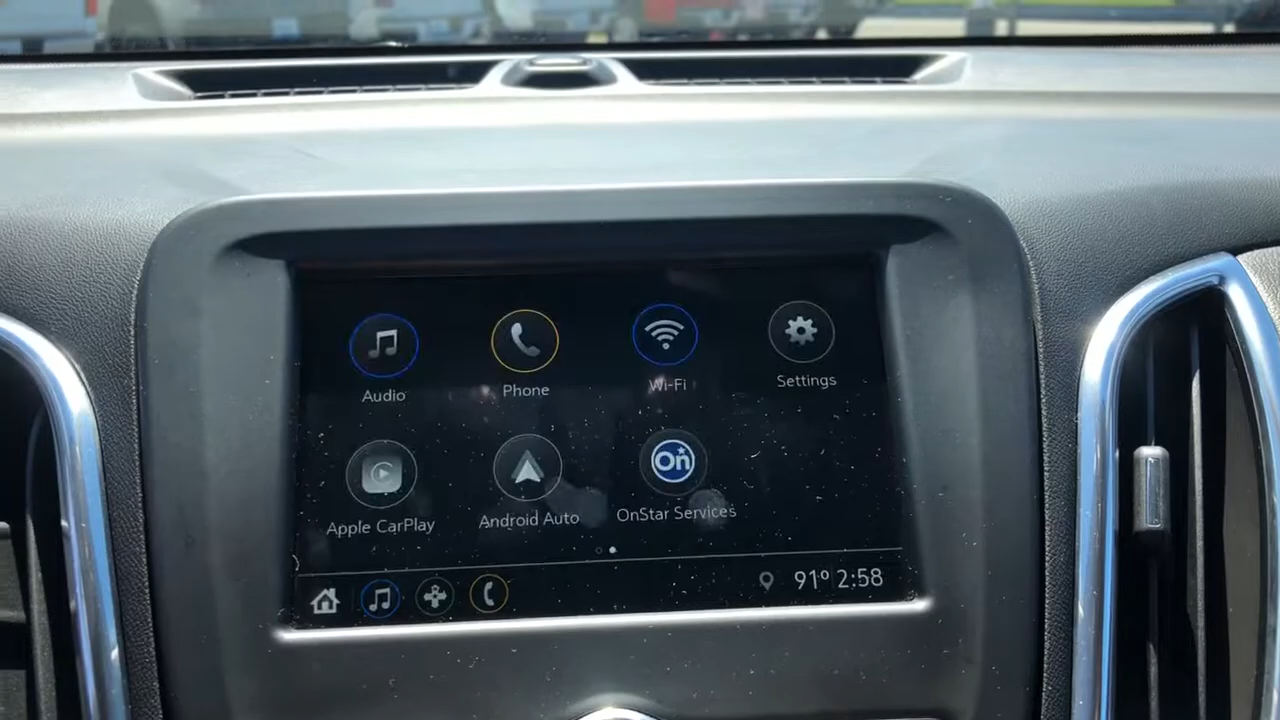 Audio
Phone
Wi-Fi
Settings
Apple CarPlay
Android Auto
On
OnStar Services
91° 2:58